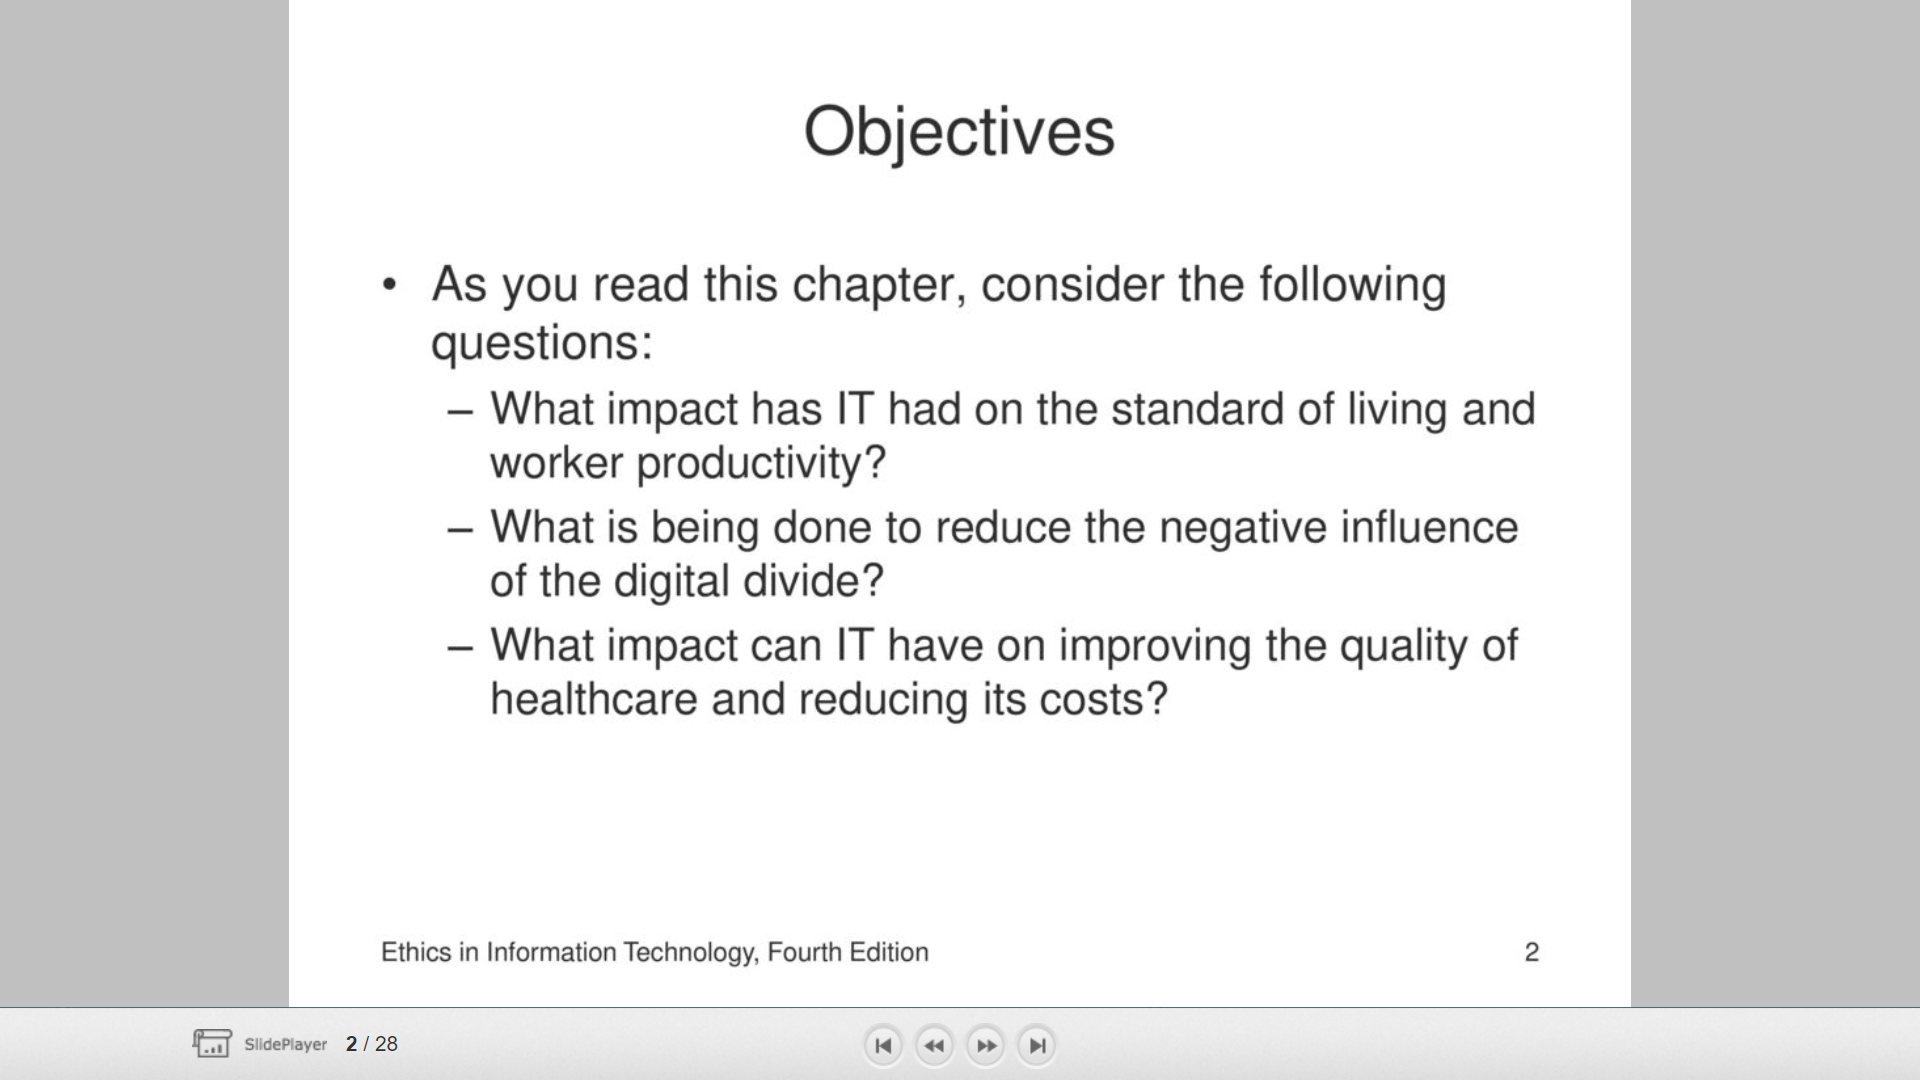 Objectives
• As you read this chapter, consider the following
questions:
– What impact has IT had on the standard of living and
worker productivity?
– What is being done to reduce the negative influence
of the digital divide?
– What impact can IT have on improving the quality of
healthcare and reducing its costs?
Ethics in Information Technology, Fourth Edition 2
SlidePlayer 2 / 28